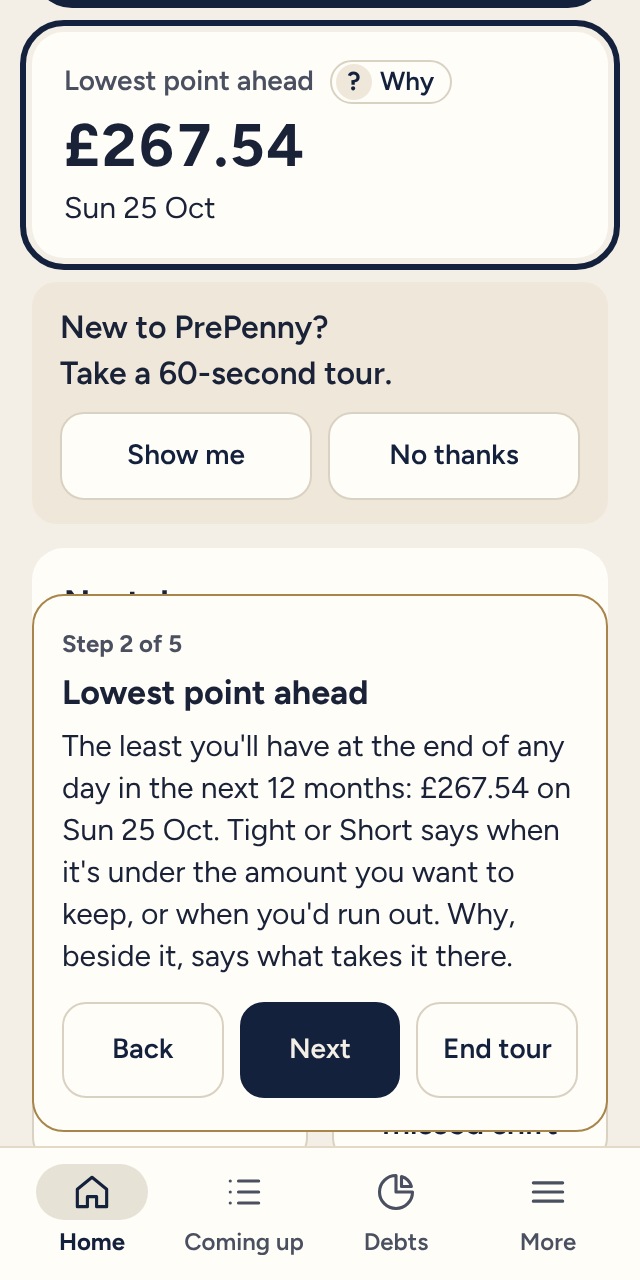 Lowest point ahead ? Why
£267.54
Sun 25 Oct
New to PrePenny?
Take a 60-second tour.
Show me No thanks
Step 2 of 5
Lowest point ahead
The least you'll have at the end of any
day in the next 12 months: £267.54 on
Sun 25 Oct. Tight or Short says when
it's under the amount you want to
keep, or when you'd run out. Why,
beside it, says what takes it there.
Back Next End tour
Home Coming up Debts More